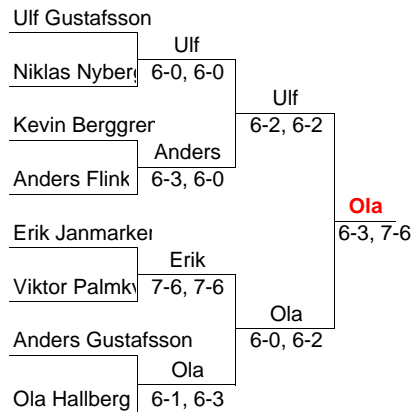 Ulf Gustafsson
Ulf
Niklas Nyberg
6-0, 6-0
Ulf
Kevin Berggren
6-2, 6-2
Anders
Anders Flink
6-3, 6-0
Ola
Erik Janmarker
6-3, 7-6
Erik
Viktor Palmkv
7-6, 7-6
Ola
Anders Gustafsson
6-0, 6-2
Ola
Ola Hallberg
6-1, 6-3